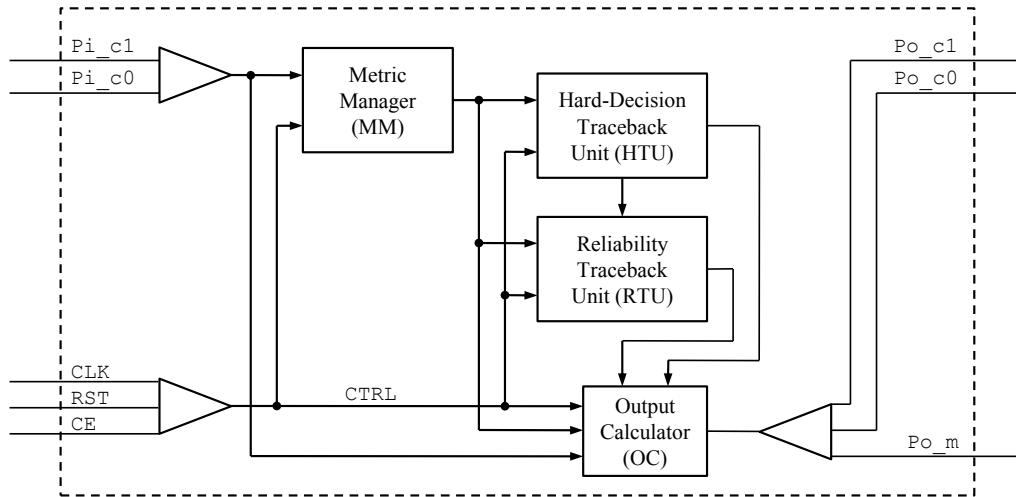 Pi_c1
Pi_c0
Metric
Manager
(MM)
Hard-Decision
Traceback
Unit (HTU)
Po_c1
Po_c0
Reliability
Traceback
Unit (RTU)
CLK
RST
CE
CTRL
Output
Calculator
(OC)
Po_m